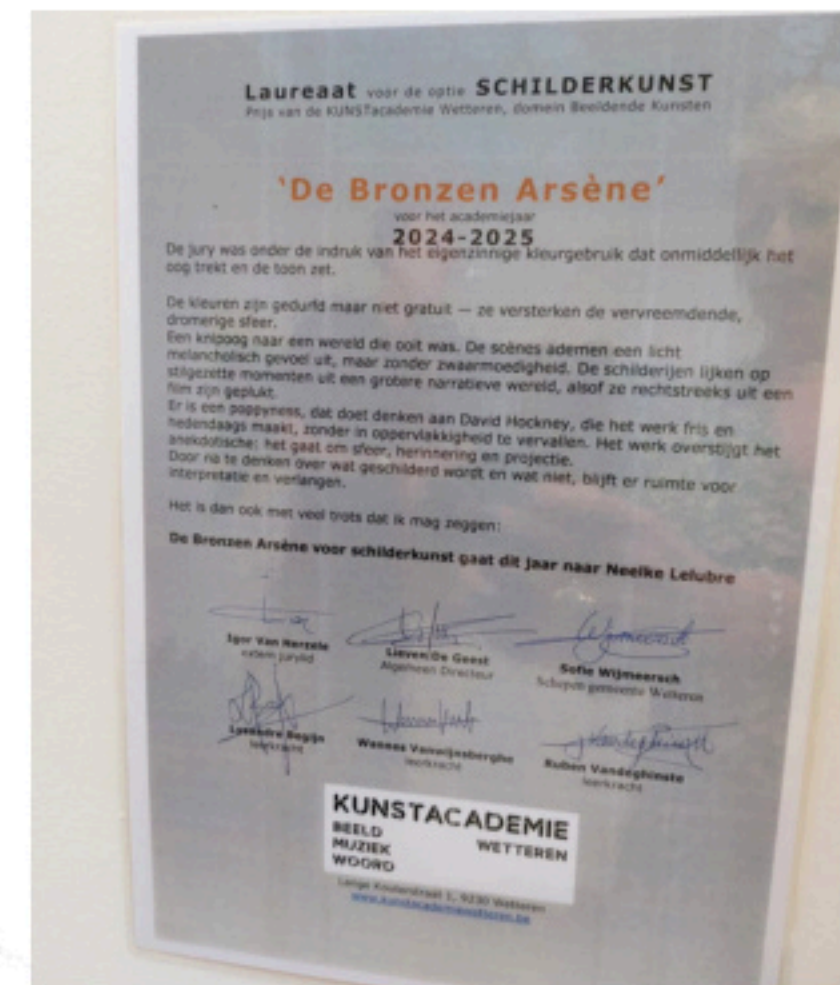 Laureaat voor de optie SCHILDERKUNST
Prijs van de KUNSTacademie Wetteren, domein Beeldende Kunsten
'De Bronzen Arsène'
voor het academiejaar
2024-2025
De jury was onder de indruk van het eigenzinnige kleurgebruik dat onmiddellijk het
oog trekt en de toon zet.
De kleuren zijn gedurfd maar niet gratuit — ze versterken de vervreemdende,
dromerige sfeer.
Een knipoog naar een wereld die ooit was. De scènes ademen een licht
melancholisch gevoel uit, maar zonder zwaarmoedigheid. De schilderijen lijken op
stilgezette momenten uit een grotere narratieve wereld, alsof ze rechtstreeks uit een
film zijn geplukt.
Er is een poppyness, dat doet denken aan David Hockney, die het werk fris en
hedendaags maakt, zonder in oppervlakkigheid te vervallen. Het werk overstijgt het
anekdotische: het gaat om sfeer, herinnering en projectie.
Door na te denken over wat geschilderd wordt en wat niet, blijft er ruimte voor
interpretatie en verlangen.
Het is dan ook met veel trots dat ik mag zeggen:
De Bronzen Arsène voor schilderkunst gaat dit jaar naar Neelke Lelubre
Igor Van Herzele
extern jurylid
Lieven De Geest
Algemeen Directeur
Sofie Wijmeersch
Schepen gemeente Wetteren
Begijn
leerkracht
Wannes Vanwijnsberghe
leerkracht
Ruben Vandeghinste
leerkracht
KUNSTACADEMIE
BEELD
MUZIEK WETTEREN
WOORD
Lange Kouterstraat 1, 9230 Wetteren
www.kunstacademiewetteren.be